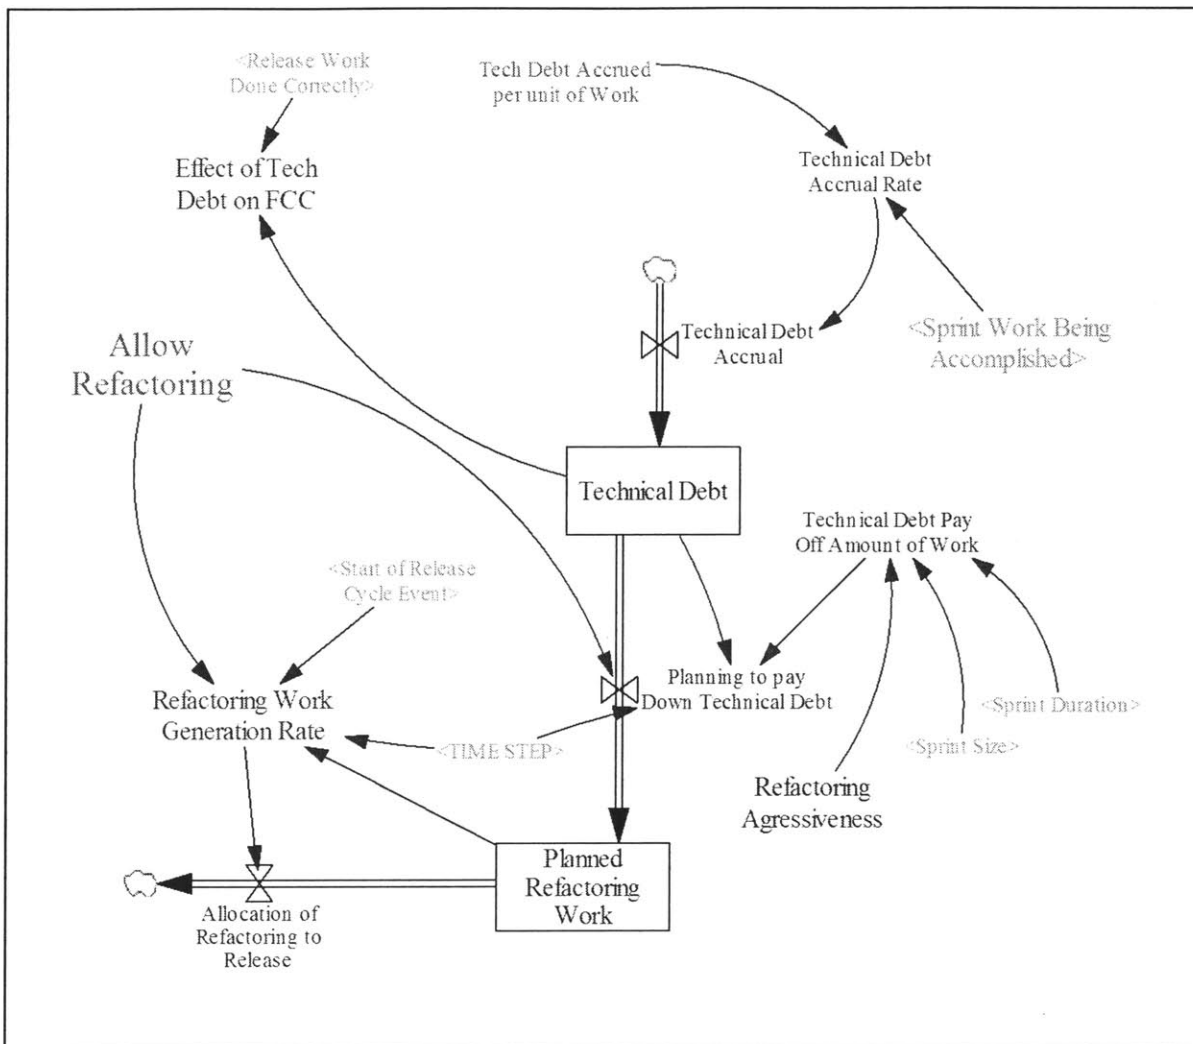 <Release Work
Done Correctly>
Tech Debt Accrued
per unit of Work
Effect of Tech
Debt on FCC
Technical Debt
Accrual Rate
Technical Debt
Accrual
<Sprint Work Being
Accomplished>
Allow
Refactoring
Technical Debt
Technical Debt Pay
Off Amount of Work
<Start of Release
Cycle Event>
Refactoring Work
Generation Rate
Planning to pay
Down Technical Debt
<TIME STEP>
<Sprint Duration>
<Sprint Size>
Refactoring
Agressiveness
Planned
Refactoring
Work
Allocation of
Refactoring to
Release